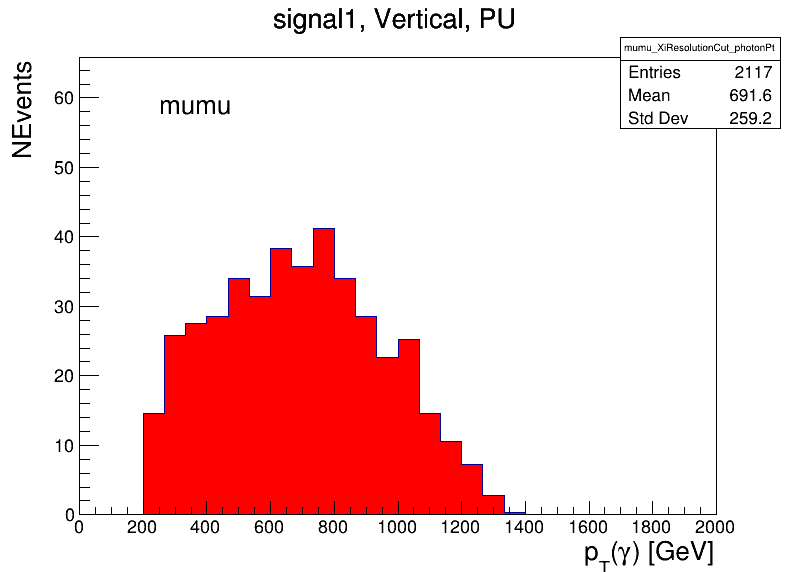 signal1, Vertical, PU
mumu_XiResolutionCut_photonPt
Entries 2117
Mean 691.6
Std Dev 259.2
NEvents
mumu
60
50
40
30
20
10
0
0 200 400 600 800 1000 1200 1400 1600 1800 2000
p_T(γ) [GeV]